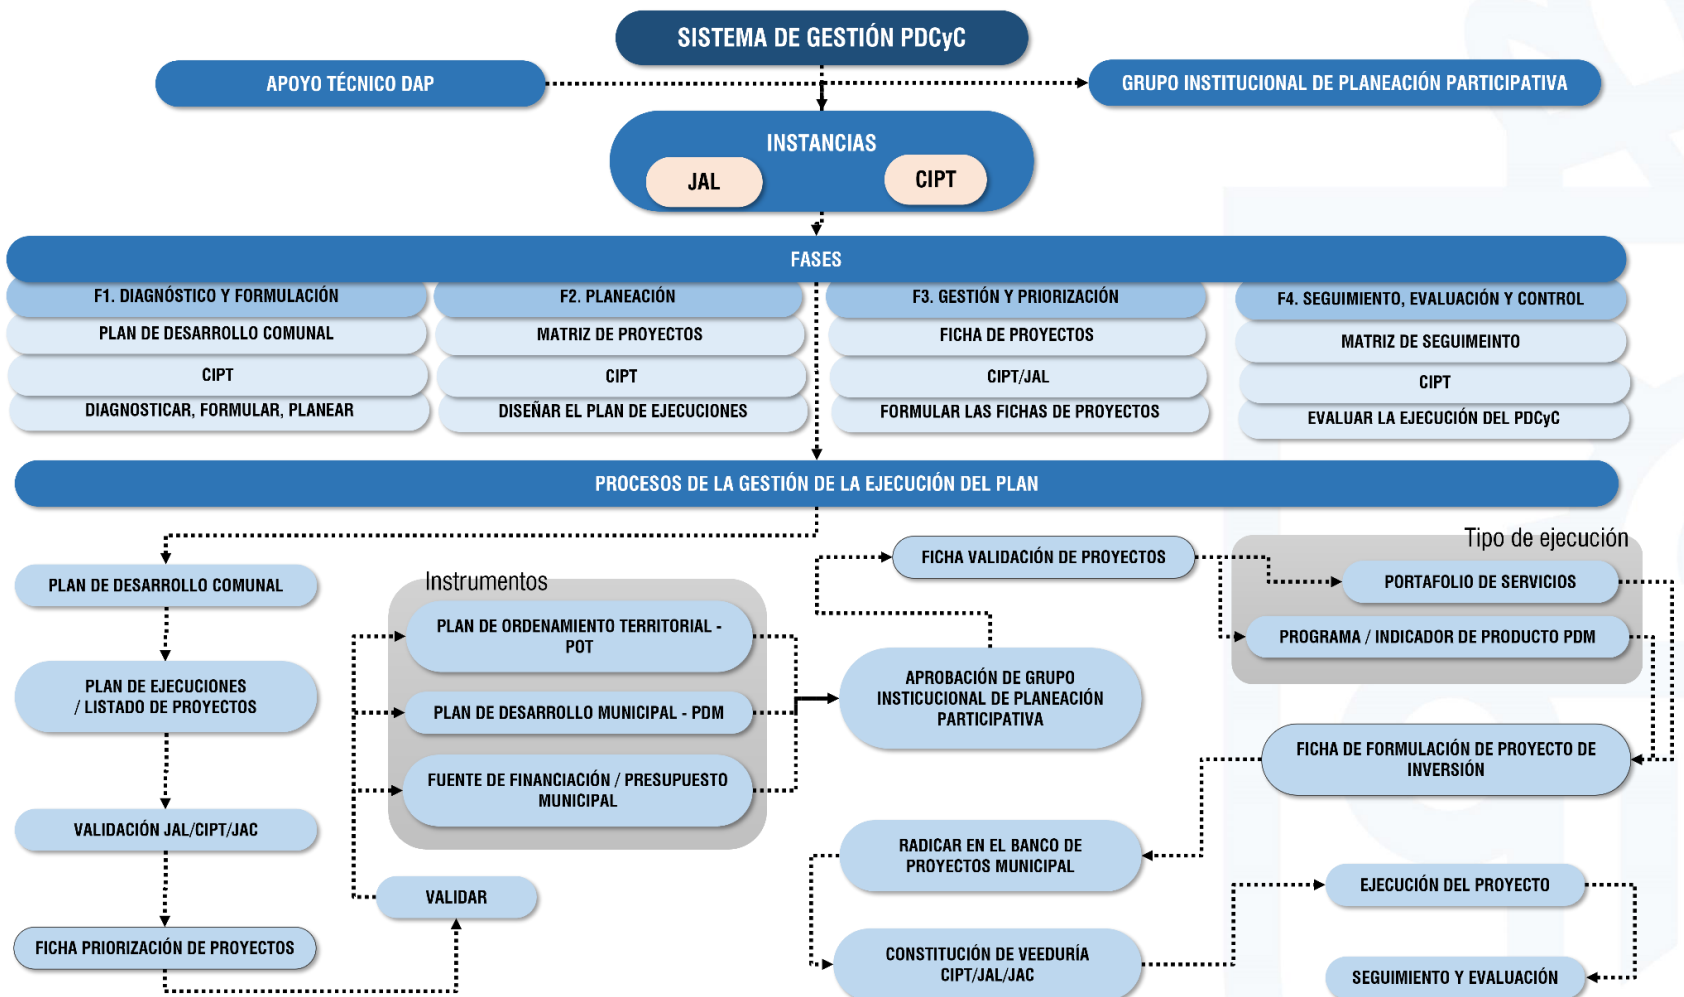 SISTEMA DE GESTIÓN PDCyC
APOYO TÉCNICO DAP
GRUPO INSTITUCIONAL DE PLANEACIÓN PARTICIPATIVA
INSTANCIAS
JAL
CIPT
FASES
F1. DIAGNÓSTICO Y FORMULACIÓN
PLAN DE DESARROLLO COMUNAL
CIPT
DIAGNOSTICAR, FORMULAR, PLANEAR
F2. PLANEACIÓN
MATRIZ DE PROYECTOS
CIPT
DISEÑAR EL PLAN DE EJECUCIONES
F3. GESTIÓN Y PRIORIZACIÓN
FICHA DE PROYECTOS
CIPT/JAL
FORMULAR LAS FICHAS DE PROYECTOS
F4. SEGUIMIENTO, EVALUACIÓN Y CONTROL
MATRIZ DE SEGUIMEINTO
CIPT
EVALUAR LA EJECUCIÓN DEL PDCyC
PROCESOS DE LA GESTIÓN DE LA EJECUCIÓN DEL PLAN
PLAN DE DESARROLLO COMUNAL
PLAN DE EJECUCIONES
/ LISTADO DE PROYECTOS
VALIDACIÓN JAL/CIPT/JAC
FICHA PRIORIZACIÓN DE PROYECTOS
VALIDAR
Instrumentos
PLAN DE ORDENAMIENTO TERRITORIAL -
POT
PLAN DE DESARROLLO MUNICIPAL - PDM
FUENTE DE FINANCIACIÓN / PRESUPUESTO
MUNICIPAL
APROBACIÓN DE GRUPO
INSTICUCIONAL DE PLANEACIÓN
PARTICIPATIVA
FICHA VALIDACIÓN DE PROYECTOS
Tipo de ejecución
PORTAFOLIO DE SERVICIOS
PROGRAMA / INDICADOR DE PRODUCTO PDM
FICHA DE FORMULACIÓN DE PROYECTO DE
INVERSIÓN
RADICAR EN EL BANCO DE
PROYECTOS MUNICIPAL
CONSTITUCIÓN DE VEEDURÍA
CIPT/JAL/JAC
EJECUCIÓN DEL PROYECTO
SEGUIMIENTO Y EVALUACIÓN